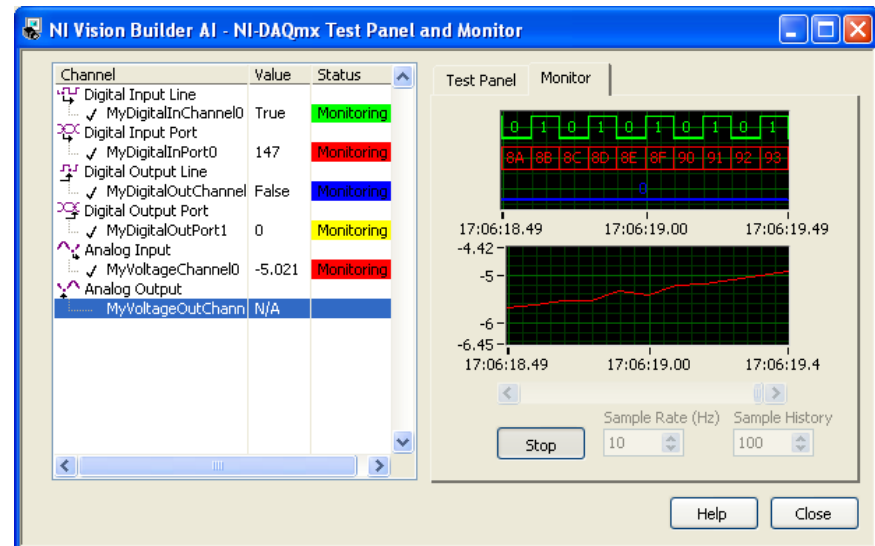 NI Vision Builder AI - NI-DAQmx Test Panel and Monitor
Channel Value Status
Digital Input Line
MyDigitalInChannel0 True Monitoring
Digital Input Port
MyDigitalInPort0 147 Monitoring
Digital Output Line
MyDigitalOutChannel False Monitoring
Digital Output Port
MyDigitalOutPort1 0 Monitoring
Analog Input
MyVoltageChannel0 -5.021 Monitoring
Analog Output
MyVoltageOutChann N/A
Test Panel Monitor
0 1 0 1 0 1 0 1 0 1
8A 8B 8C 8D 8E 8F 90 91 92 93
0
17:06:18.49 17:06:19.00 17:06:19.49
-4.42
-5
-6
-6.45
17:06:18.49 17:06:19.00 17:06:19.4
Sample Rate (Hz) Sample History
Stop 10 100
Help Close